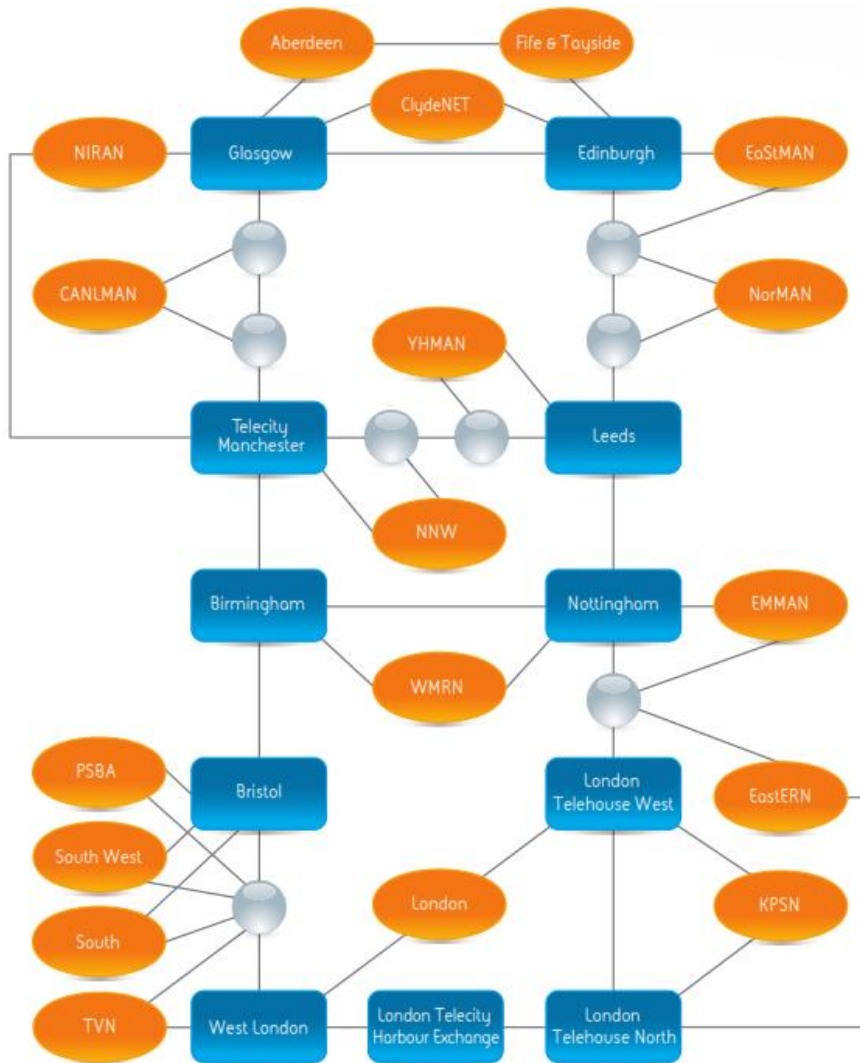 Aberdeen
Fife & Tayside
ClydeNET
NIRAN
Glasgow
Edinburgh
EaStMAN
CANLMAN
NorMAN
YHMAN
Telecity
Manchester
Leeds
NNW
Birmingham
Nottingham
EMMAN
WMRN
PSBA
Bristol
London
Telehouse West
EastERN
South West
London
KPSN
South
TVN
West London
London Telecity
Harbour Exchange
London
Telehouse North